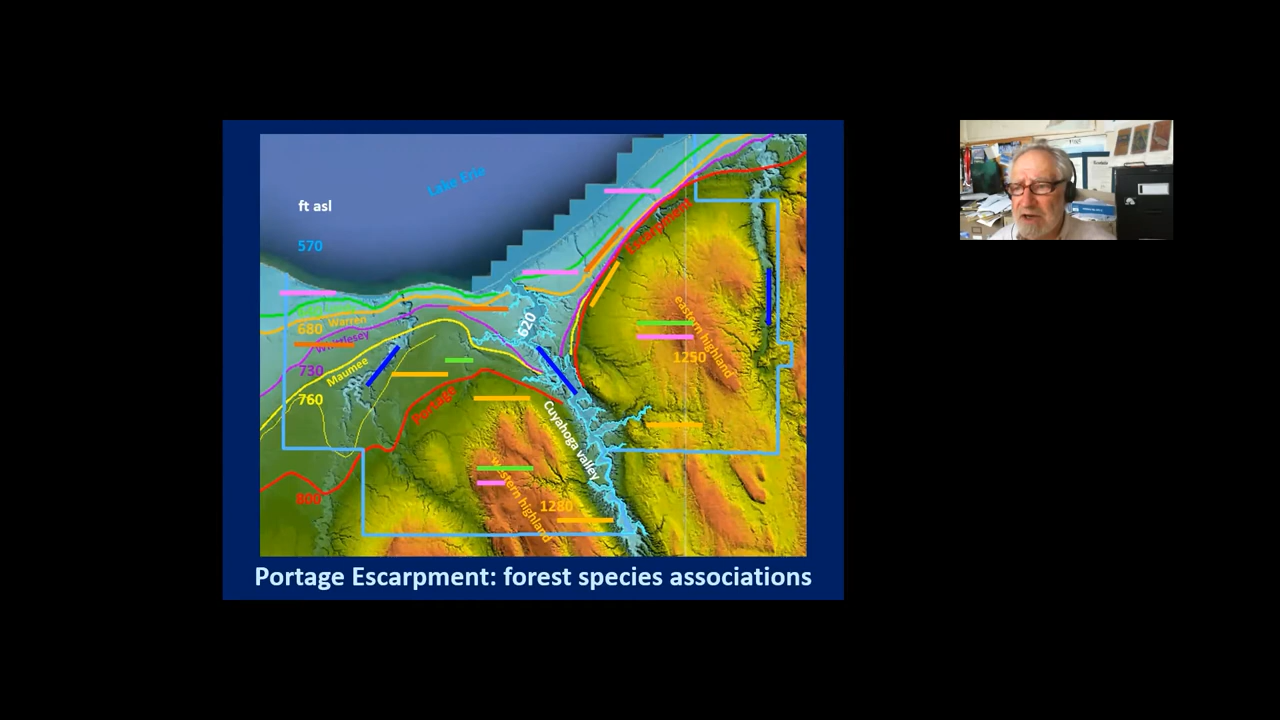 Lake Erie
ft asl
570
620
Escarpment
680
Warren
Whittlesey
730
Maumee
760
eastern highland
1250
Portage
Cuyahoga valley
800
western highland
1280
Portage Escarpment: forest species associations